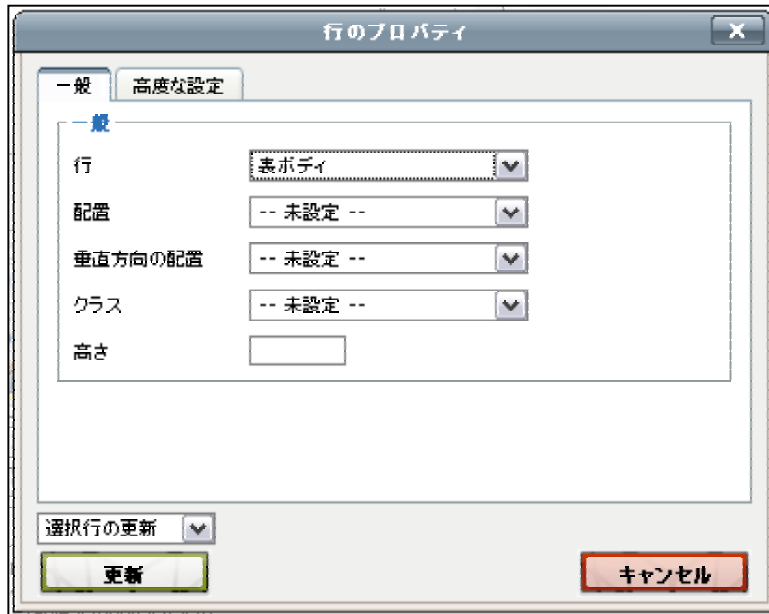 行のプロパティ
一般 高度な設定
一般
行 表ボディ
配置 -- 未設定 --
垂直方向の配置 -- 未設定 --
クラス -- 未設定 --
高さ
選択行の更新
更新 キャンセル